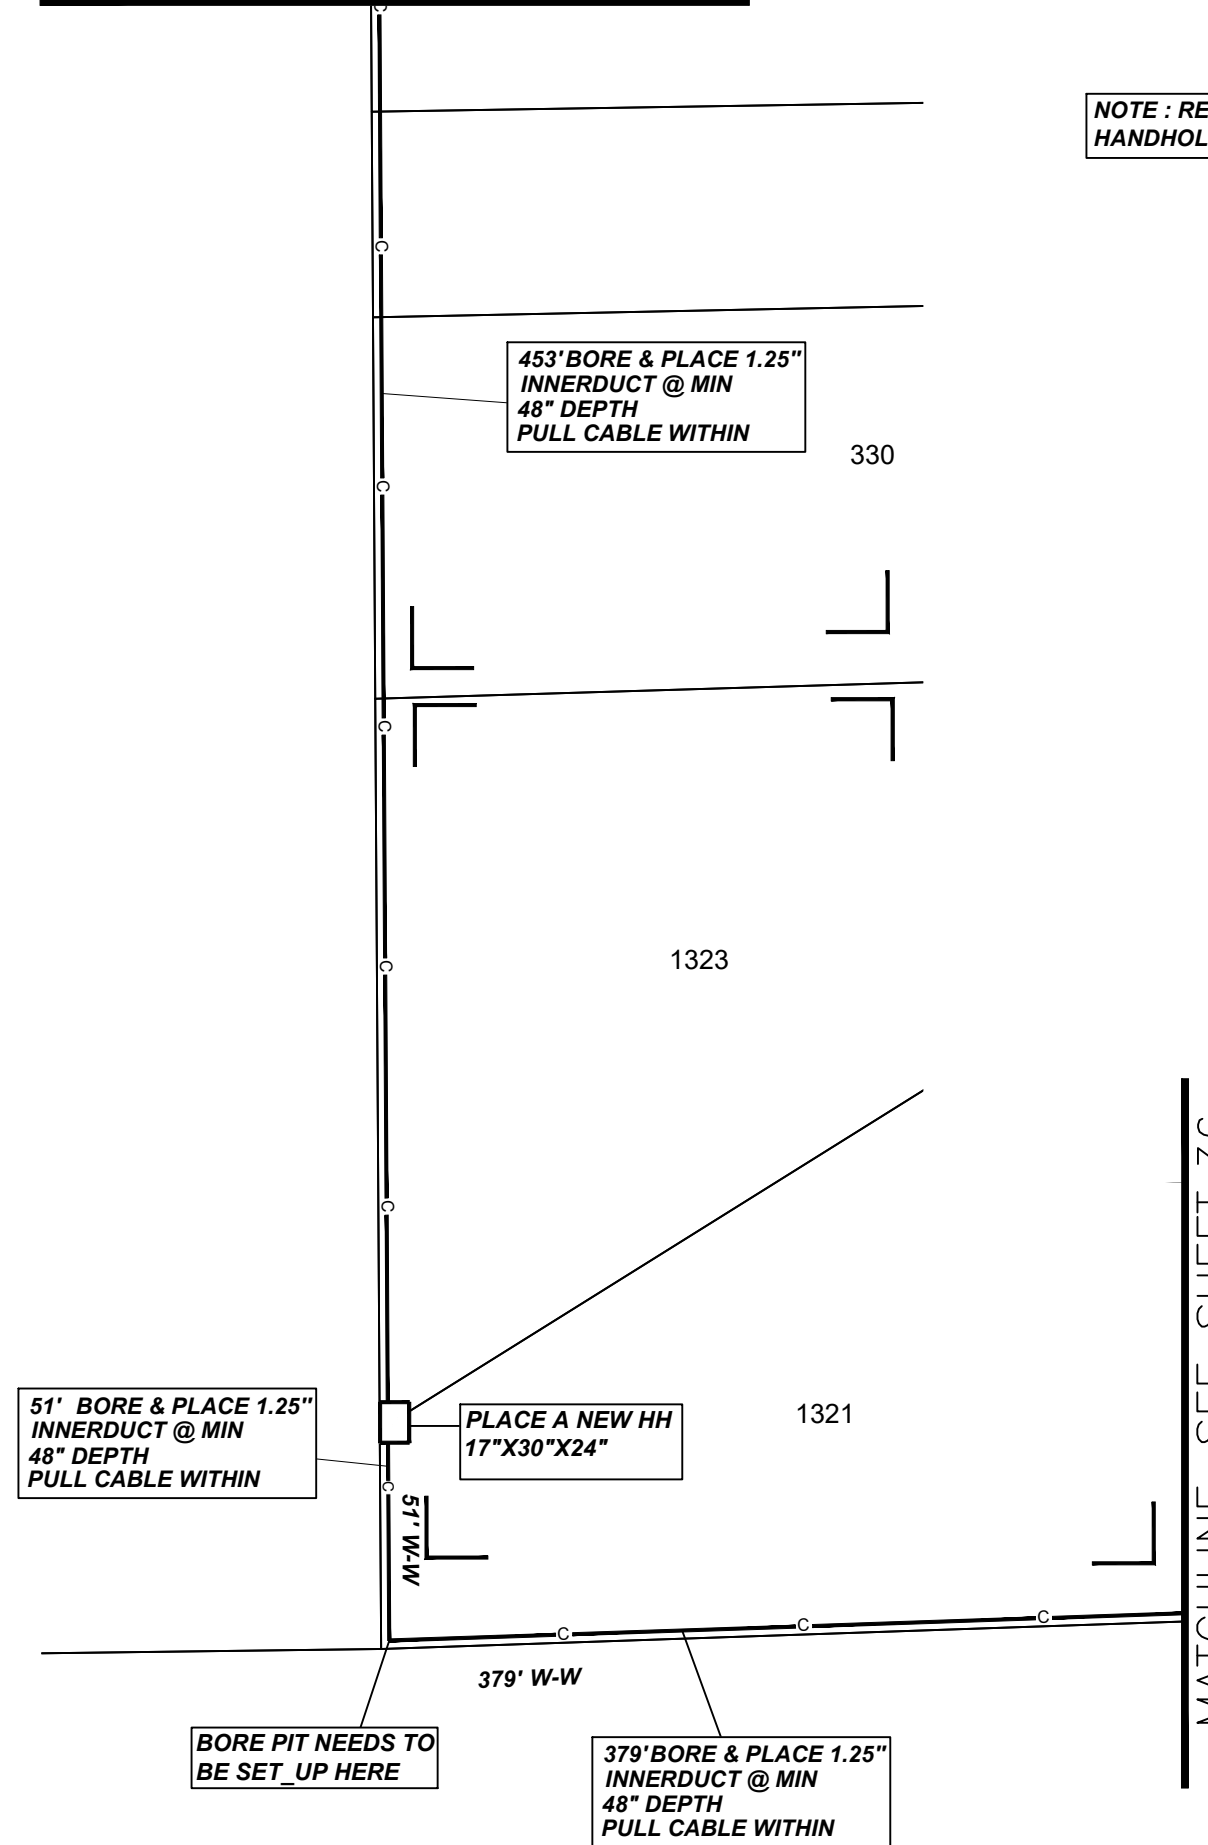 NOTE : RE
HANDHOL
453' BORE & PLACE 1.25"
INNERDUCT @ MIN
48" DEPTH
PULL CABLE WITHIN
330
1323
1321
51' BORE & PLACE 1.25"
INNERDUCT @ MIN
48" DEPTH
PULL CABLE WITHIN
PLACE A NEW HH
17"X30"X24"
51' W-W
379' W-W
BORE PIT NEEDS TO
BE SET_UP HERE
379' BORE & PLACE 1.25"
INNERDUCT @ MIN
48" DEPTH
PULL CABLE WITHIN
MATCHLINE SEE SHEET
C
C
C
C
C
C
C
C
C
C